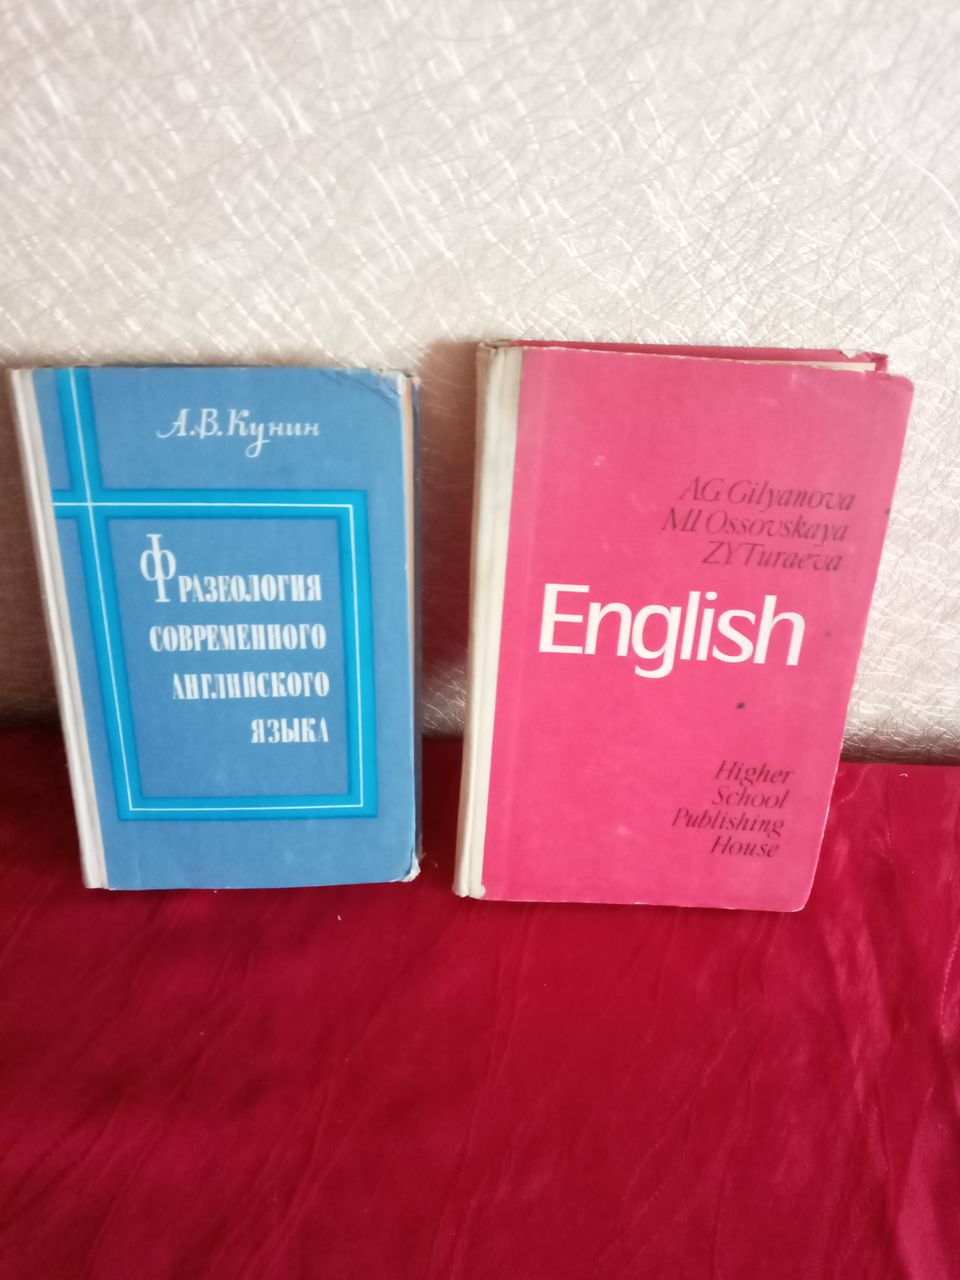 А.В.Кунин
ФРАЗЕОЛОГИЯ
СОВРЕМЕННОГО
АНГЛИЙСКОГО
ЯЗЫКА
A.G. Gilyanova
M.I. Ossovskaya
Z.Y. Turaeva
English
Higher
School
Publishing
House